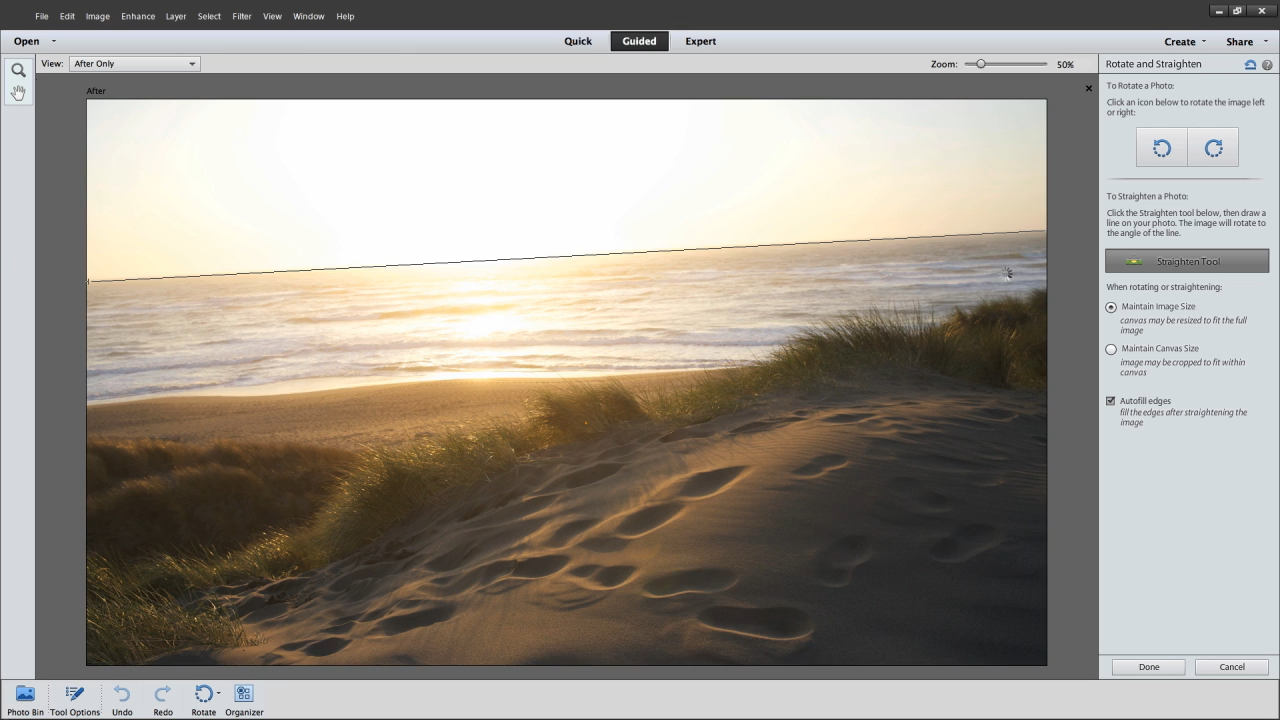 File Edit Image Enhance Layer Select Filter View Window Help
Open Quick Guided Expert Create Share
View: After Only Zoom: 50% Rotate and Straighten
After
To Rotate a Photo:
Click an icon below to rotate the image left
or right:
To Straighten a Photo:
Click the Straighten tool below, then draw a
line on your photo. The image will rotate to
the angle of the line.
Straighten Tool
When rotating or straightening:
Maintain Image Size
canvas may be resized to fit the full
image
Maintain Canvas Size
image may be cropped to fit within
canvas
Autofill edges
fill the edges after straightening the
image
Done Cancel
Photo Bin Tool Options Undo Redo Rotate Organizer